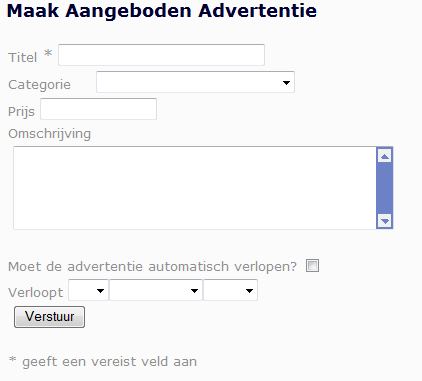 Maak Aangeboden Advertentie
Titel *
Categorie
Prijs
Omschrijving
Moet de advertentie automatisch verlopen?
Verloopt
Verstuur
* geeft een vereist veld aan